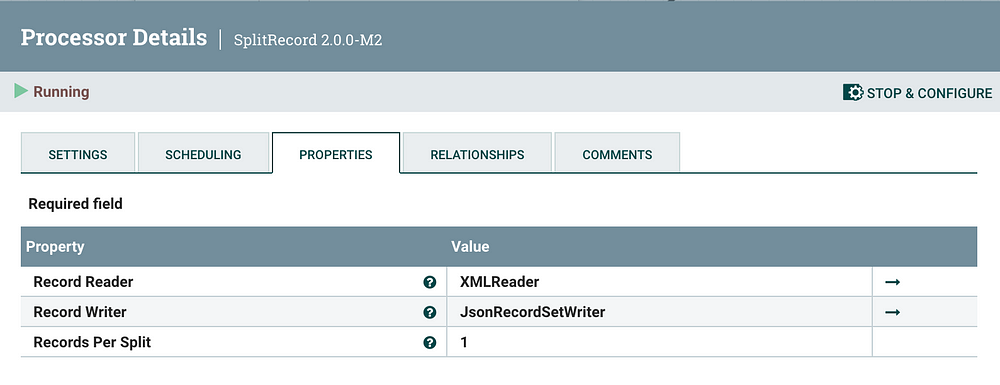 Processor Details | SplitRecord 2.0.0-M2
Running
STOP & CONFIGURE
SETTINGS SCHEDULING PROPERTIES RELATIONSHIPS COMMENTS
Required field
Property Value
Record Reader ? XMLReader →
Record Writer ? JsonRecordSetWriter →
Records Per Split ? 1